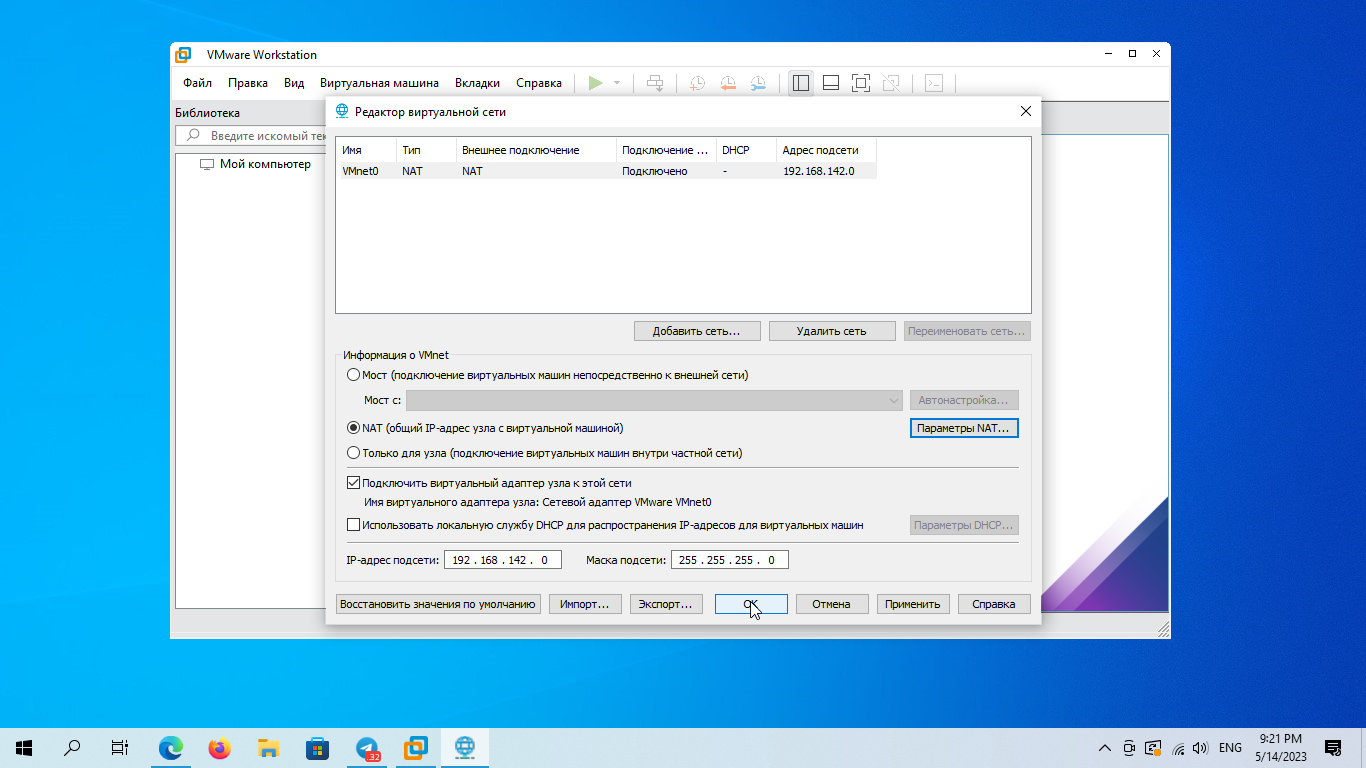 VMware Workstation
Файл Правка Вид Виртуальная машина Вкладки Справка
Библиотека
Введите искомый тек
Мой компьютер
Редактор виртуальной сети
Имя Тип Внешнее подключение Подключение ... DHCP Адрес подсети
VMnet0 NAT NAT Подключено - 192.168.142.0
Добавить сеть... Удалить сеть Переименовать сеть...
Информация о VMnet
Мост (подключение виртуальных машин непосредственно к внешней сети)
Мост с: Автонастройка...
NAT (общий IP-адрес узла с виртуальной машиной) Параметры NAT...
Только для узла (подключение виртуальных машин внутри частной сети)
Подключить виртуальный адаптер узла к этой сети
Имя виртуального адаптера узла: Сетевой адаптер VMware VMnet0
Использовать локальную службу DHCP для распространения IP-адресов для виртуальных машин Параметры DHCP...
IP-адрес подсети: 192 . 168 . 142 . 0 Маска подсети: 255 . 255 . 255 . 0
Восстановить значения по умолчанию Импорт... Экспорт... OK Отмена Применить Справка
32
ENG
9:21 PM
5/14/2023